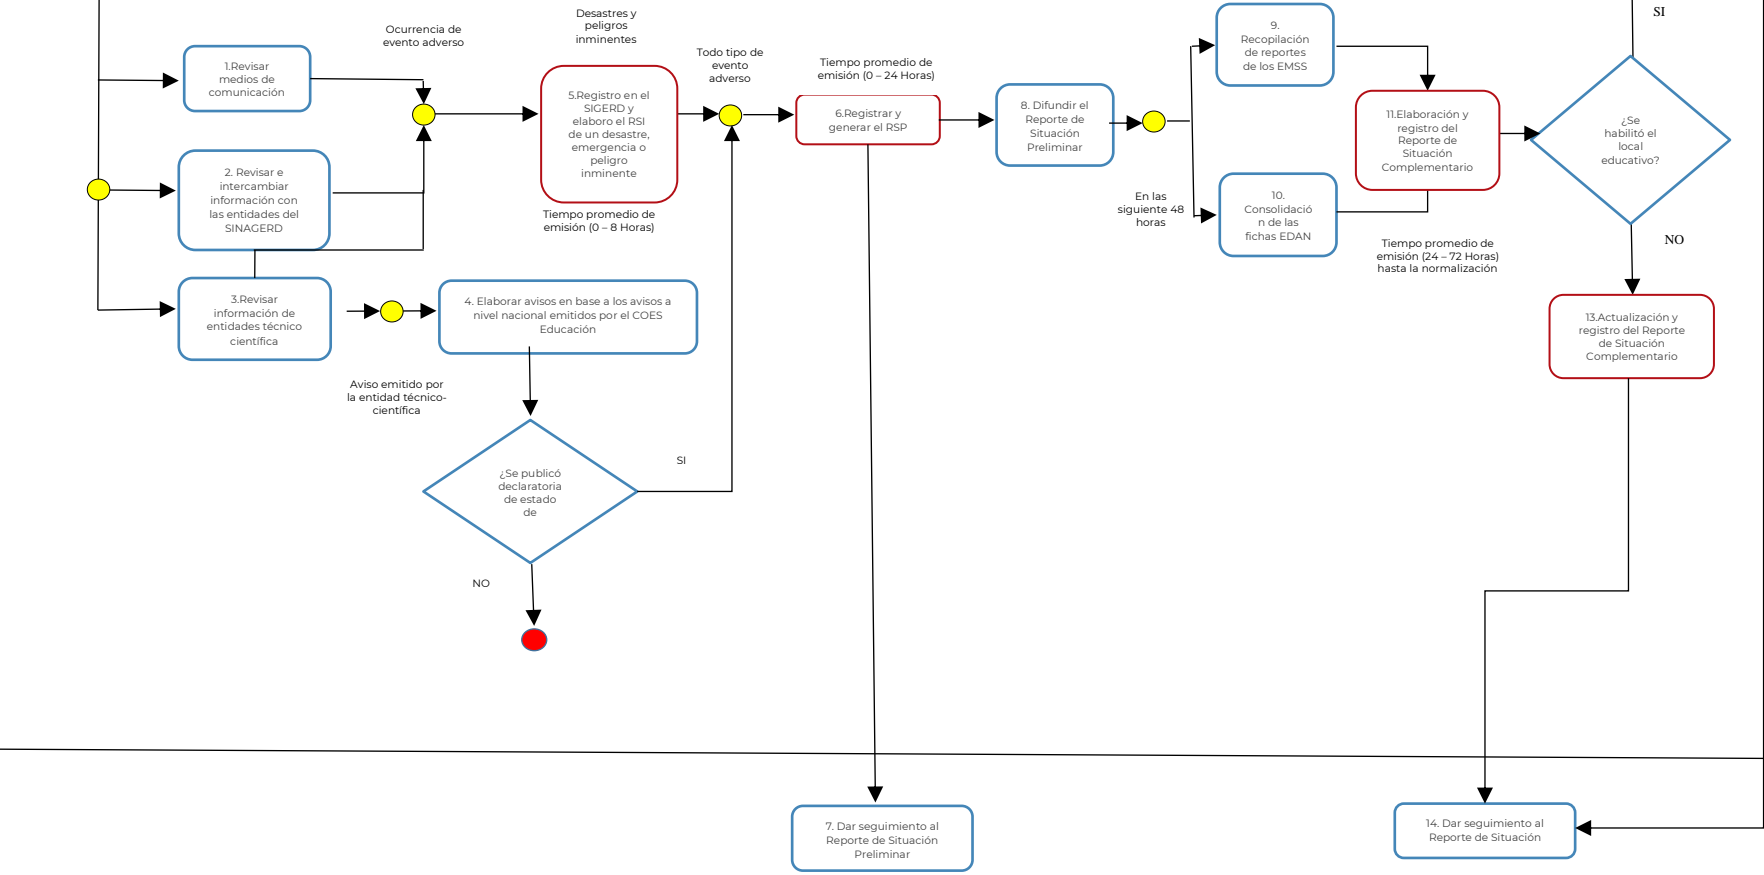 1.Revisar
medios de
comunicación
2. Revisar e
intercambiar
información con
las entidades del
SINAGERD
3.Revisar
información de
entidades técnico
científica
Ocurrencia de
evento adverso
Aviso emitido por
la entidad técnico-
científica
4. Elaborar avisos en base a los avisos a
nivel nacional emitidos por el COES
Educación
¿Se publicó
declaratoria
de estado
de
SI
NO
Desastres y
peligros
inminentes
5.Registro en el
SIGERD y
elaboro el RSI
de un desastre,
emergencia o
peligro
inminente
Tiempo promedio de
emisión (0 – 8 Horas)
Todo tipo de
evento
adverso
Tiempo promedio de
emisión (0 – 24 Horas)
6.Registrar y
generar el RSP
7. Dar seguimiento al
Reporte de Situación
Preliminar
8. Difundir el
Reporte de
Situación
Preliminar
En las
siguiente 48
horas
9.
Recopilación
de reportes
de los EMSS
10.
Consolidació
n de las
fichas EDAN
11.Elaboración y
registro del
Reporte de
Situación
Complementario
Tiempo promedio de
emisión (24 – 72 Horas)
hasta la normalización
¿Se
habilitó el
local
educativo?
SI
NO
13.Actualización y
registro del Reporte
de Situación
Complementario
14. Dar seguimiento al
Reporte de Situación